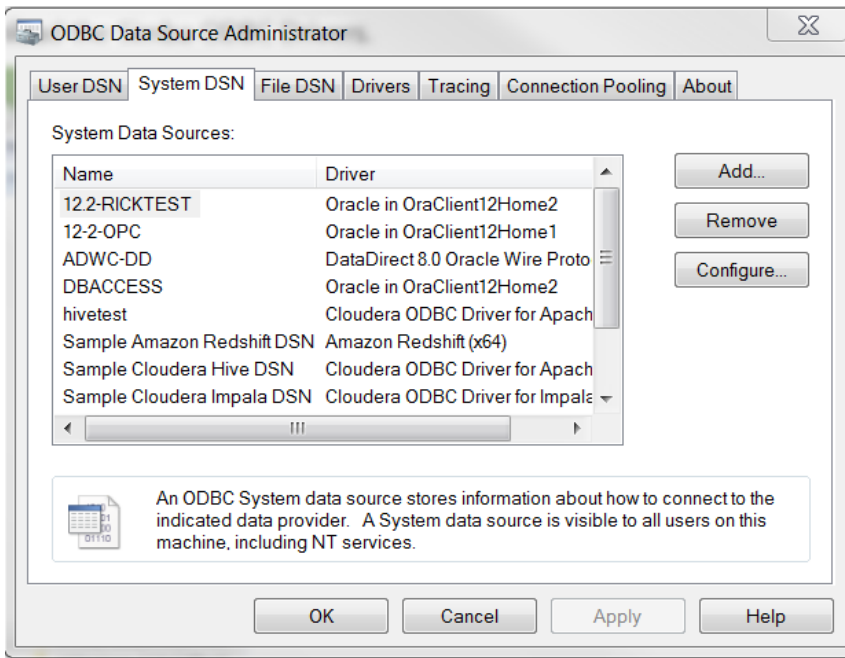 ODBC Data Source Administrator
User DSN System DSN File DSN Drivers Tracing Connection Pooling About
System Data Sources:
Name Driver
12.2-RICKTEST Oracle in OraClient12Home2
12-2-OPC Oracle in OraClient12Home1
ADWC-DD DataDirect 8.0 Oracle Wire Proto
DBACCESS Oracle in OraClient12Home2
hivetest Cloudera ODBC Driver for Apach
Sample Amazon Redshift DSN Amazon Redshift (x64)
Sample Cloudera Hive DSN Cloudera ODBC Driver for Apach
Sample Cloudera Impala DSN Cloudera ODBC Driver for Impala
Add...
Remove
Configure...
An ODBC System data source stores information about how to connect to the
indicated data provider. A System data source is visible to all users on this
machine, including NT services.
OK Cancel Apply Help